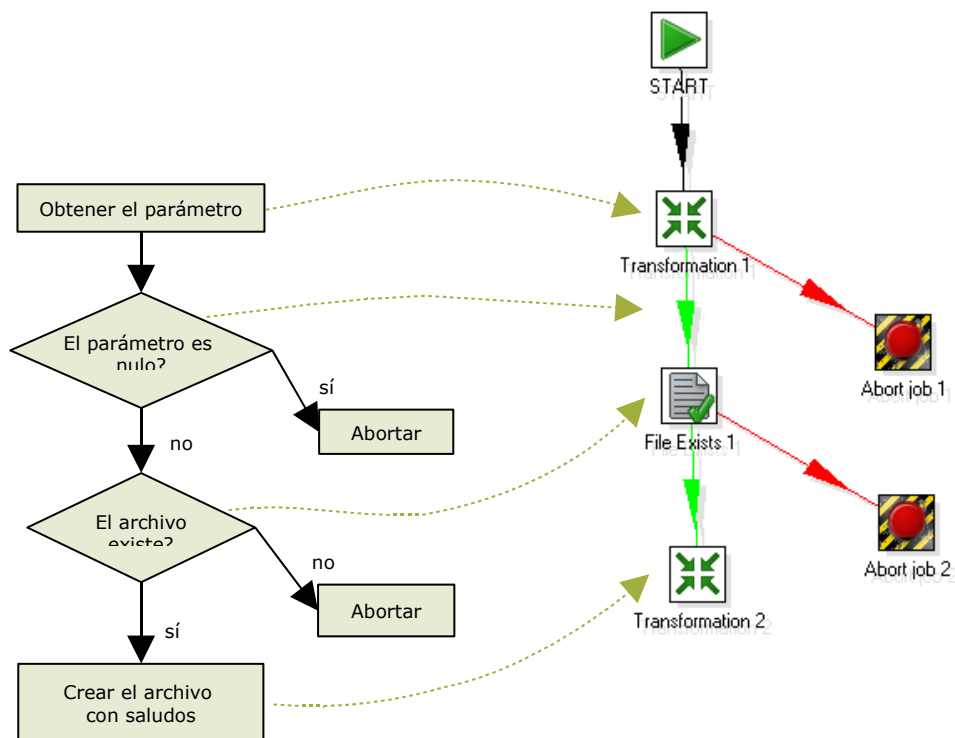 START
Obtener el parámetro
Transformation 1
El parámetro es
nulo?
sí
Abortar
Abort job 1
no
File Exists 1
El archivo
existe?
no
Abortar
Abort job 2
Transformation 2
sí
Crear el archivo
con saludos